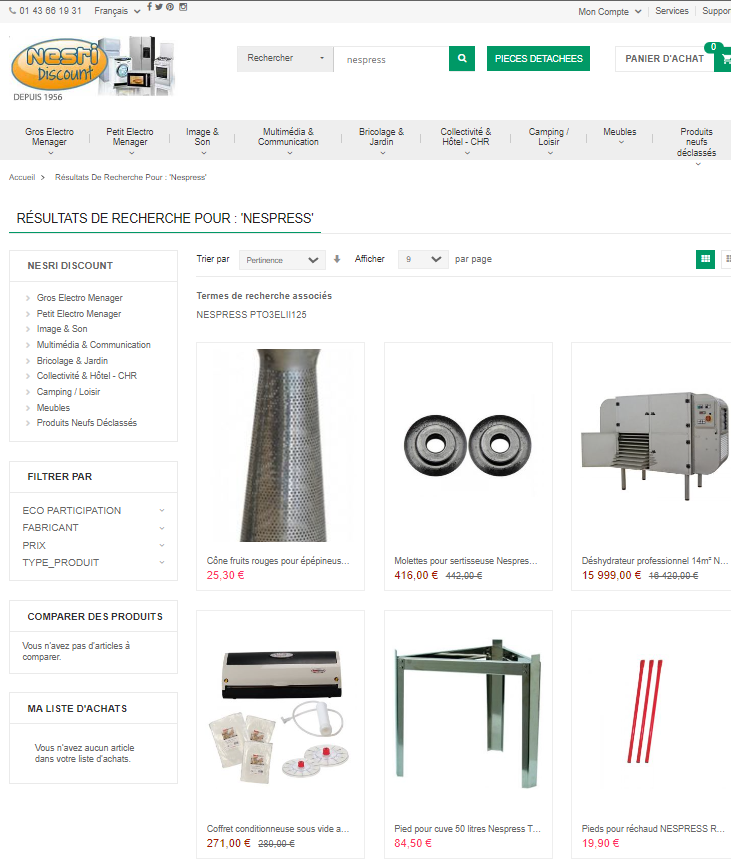 01 43 66 19 31 Français
Mon Compte Services Suppor
NESRI
DISCOUNT
DEPUIS 1956
Rechercher nespress PIECES DETACHEES PANIER D'ACHAT 0
Gros Electro Menager
Petit Electro Menager
Image & Son
Multimédia & Communication
Bricolage & Jardin
Collectivité & Hôtel - CHR
Camping / Loisir
Meubles
Produits neufs déclassés
Accueil Résultats De Recherche Pour : 'Nespress'
RÉSULTATS DE RECHERCHE POUR : 'NESPRESS'
NESRI DISCOUNT
Gros Electro Menager
Petit Electro Menager
Image & Son
Multimédia & Communication
Bricolage & Jardin
Collectivité & Hôtel - CHR
Camping / Loisir
Meubles
Produits Neufs Déclassés
FILTRER PAR
ECO PARTICIPATION
FABRICANT
PRIX
TYPE_PRODUIT
COMPARER DES PRODUITS
Vous n'avez pas d'articles à
comparer.
MA LISTE D'ACHATS
Vous n'avez aucun article
dans votre liste d'achats.
Trier par Pertinence Afficher 9 par page
Termes de recherche associés
NESPRESS PTO3ELII125
Cône fruits rouges pour épépineus...
25,30 €
Molettes pour sertisseuse Nespres...
416,00 € 442,00 €
Déshydrateur professionnel 14m² N...
15 999,00 € 16 420,00 €
Coffret conditionneuse sous vide a...
271,00 € 289,00 €
Pied pour cuve 50 litres Nespress T...
84,50 €
Pieds pour réchaud NESPRESS R...
19,90 €